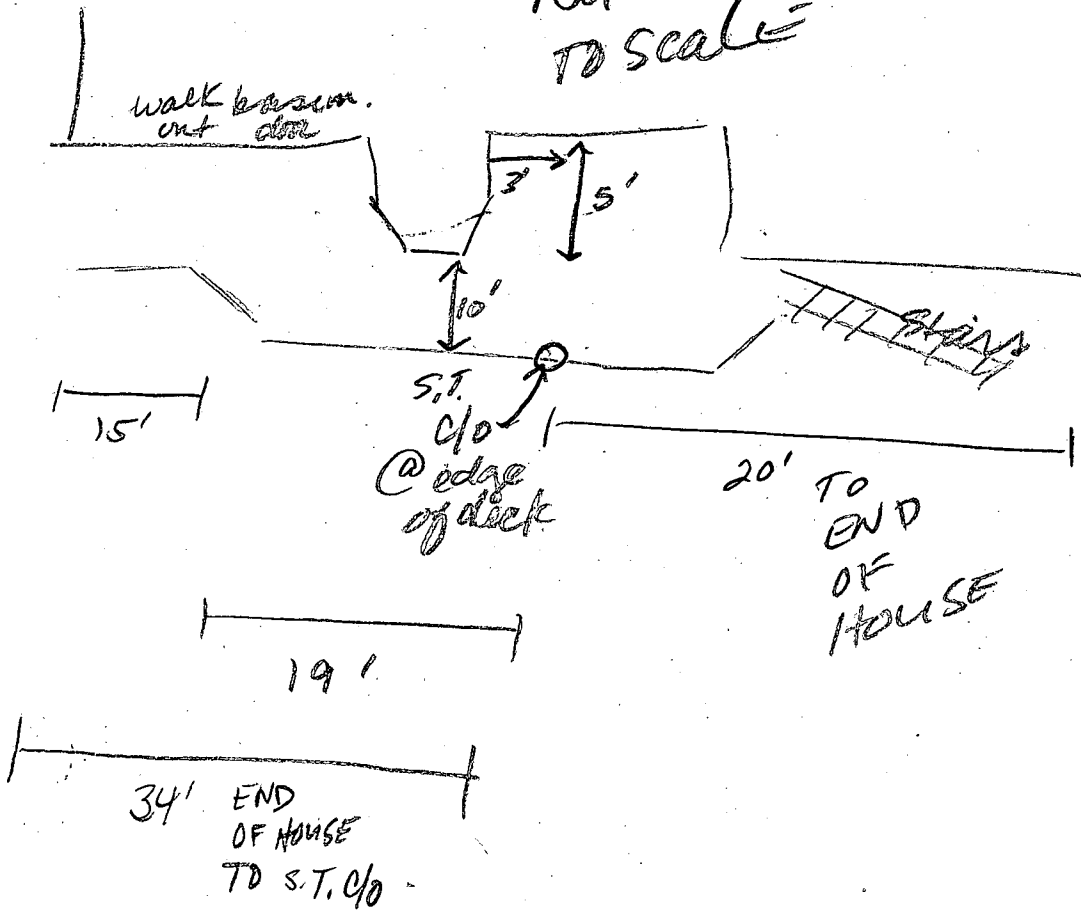 TO SCALE
walk basem.
out door
3'
5'
10'
Stairs
S.T.
C/O
@ edge
of deck
15'
20' TO
END
OF
HOUSE
19'
34' END
OF HOUSE
TO S.T. C/O